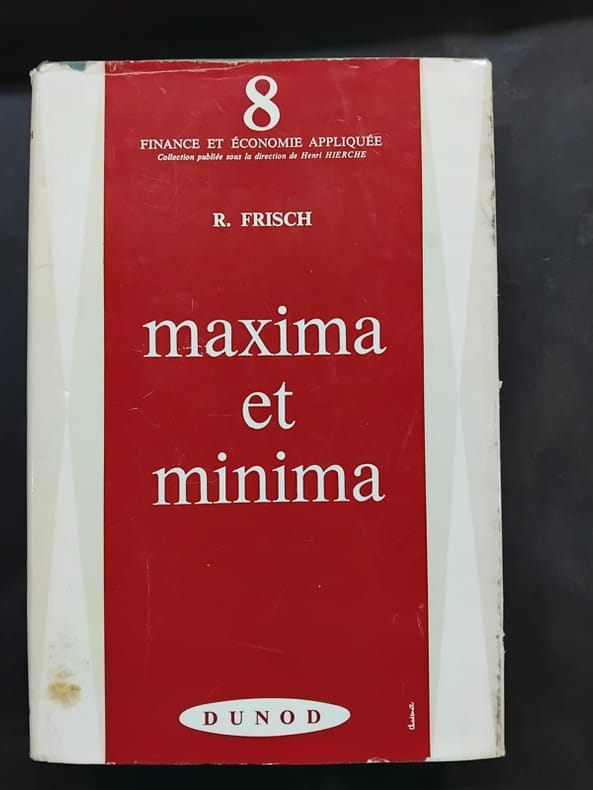 8
FINANCE ET ÉCONOMIE APPLIQUÉE
Collection publiée sous la direction de Henri HIERCHE
R. FRISCH
maxima
et
minima
DUNOD